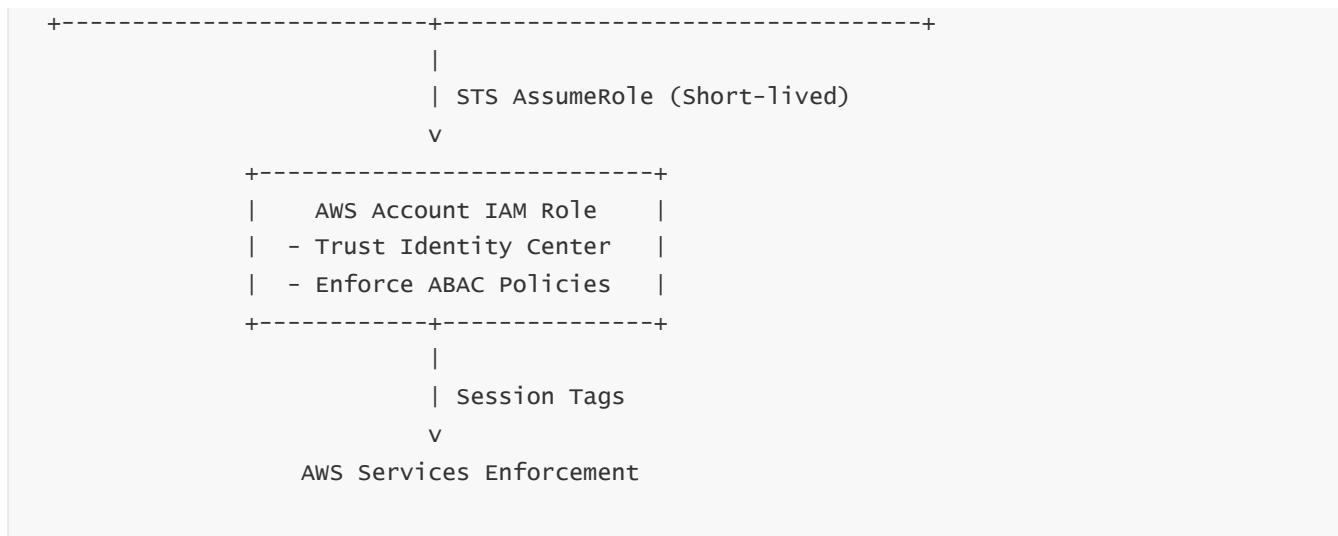 +--------------------------+----------------------------------+
|
| STS AssumeRole (Short-lived)
v
+----------------------------+
|    AWS Account IAM Role    |
|  - Trust Identity Center   |
|  - Enforce ABAC Policies   |
+------------+---------------+
|
| Session Tags
v
AWS Services Enforcement